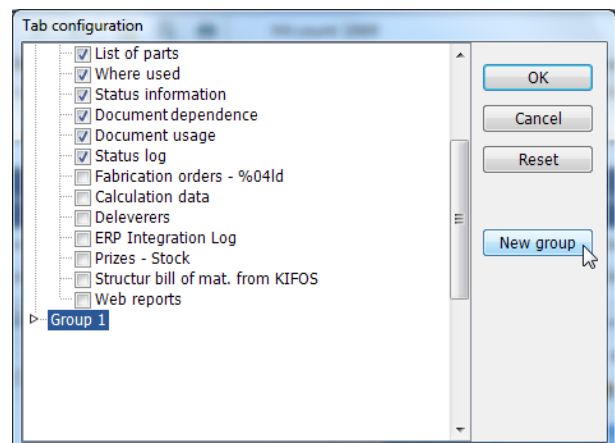 Tab configuration
List of parts
Where used
Status information
Document dependence
Document usage
Status log
Fabrication orders - %04ld
Calculation data
Deleverers
ERP Integration Log
Prizes - Stock
Structur bill of mat. from KIFOS
Web reports
Group 1
OK
Cancel
Reset
New group